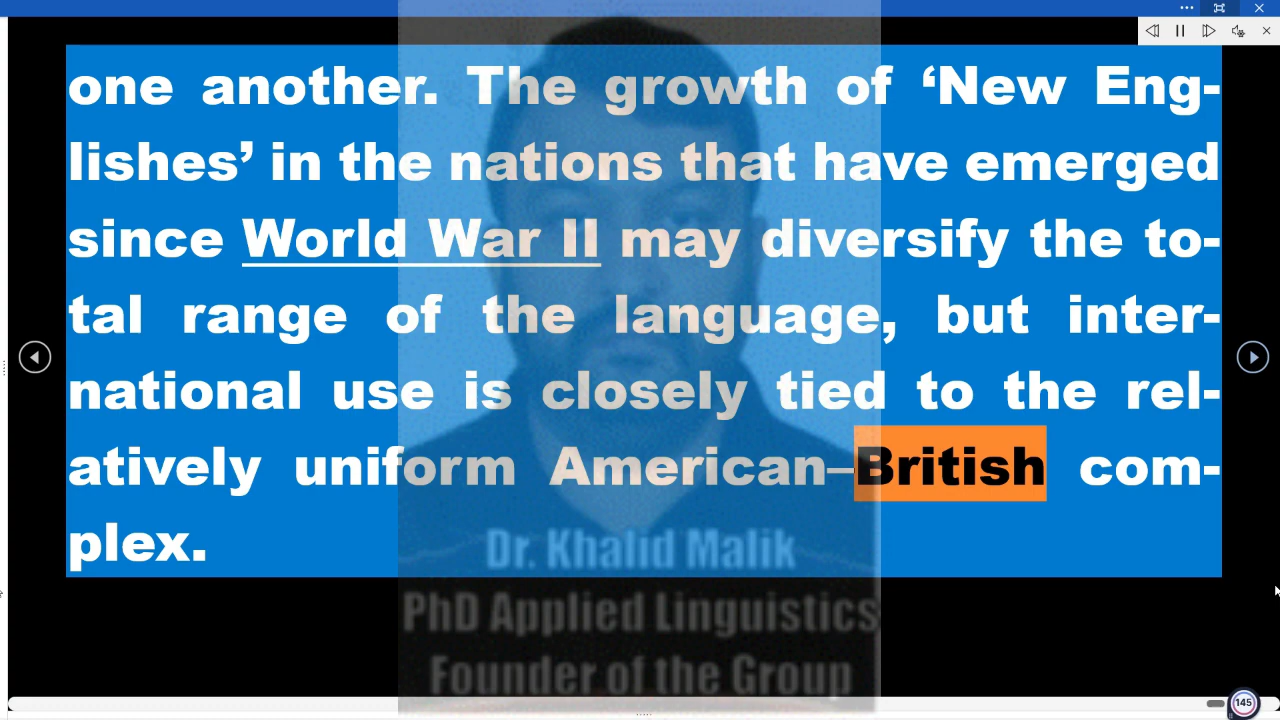 one another. The growth of ‘New Eng-
lishes’ in the nations that have emerged
since World War II may diversify the to-
tal range of the language, but inter-
national use is closely tied to the rel-
atively uniform American–British com-
plex.
Dr. Khalid Malik
PhD Applied Linguistics
Founder of the Group
145